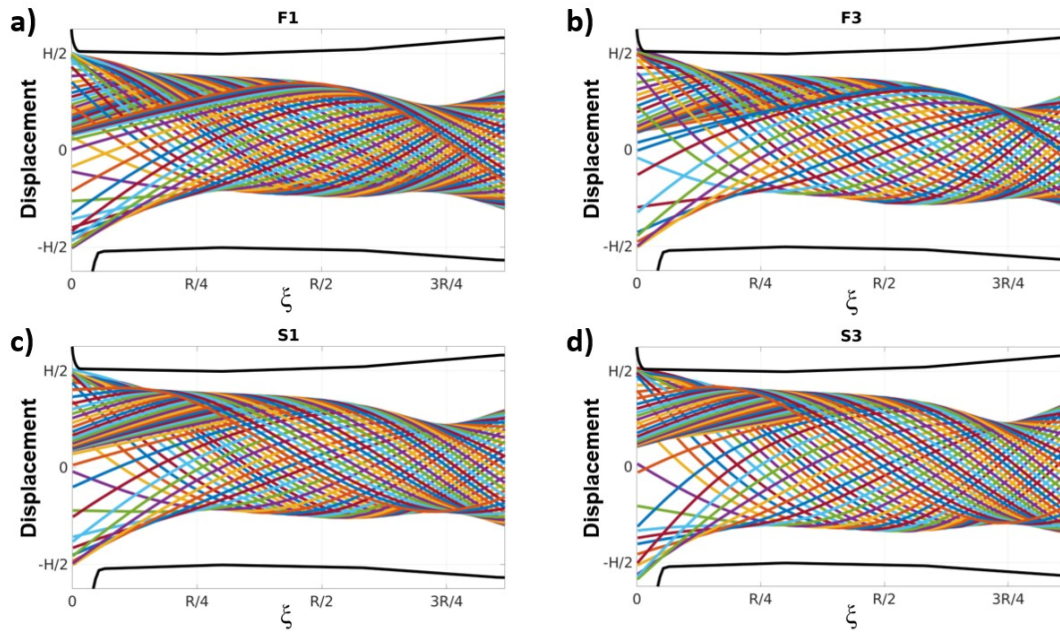 a)
F1
H/2
0
-H/2
Displacement
0
R/4
R/2
3R/4
ξ
b)
F3
H/2
0
-H/2
Displacement
0
R/4
R/2
3R/4
ξ
c)
S1
H/2
0
-H/2
Displacement
0
R/4
R/2
3R/4
ξ
d)
S3
H/2
0
-H/2
Displacement
0
R/4
R/2
3R/4
ξ